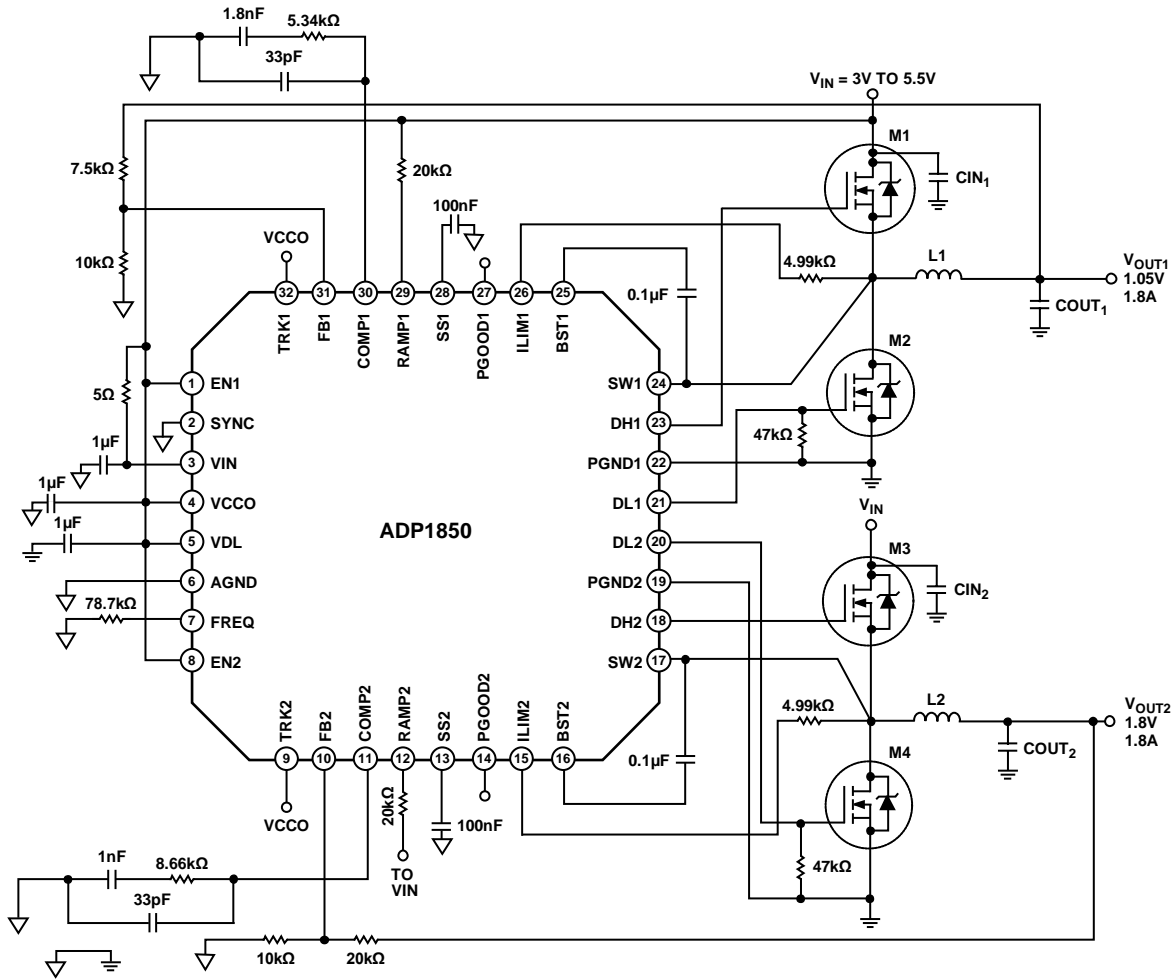 1.8nF
5.34kΩ
33pF
V_IN = 3V TO 5.5V
M1
7.5kΩ
20kΩ
CIN1
100nF
VCCO
10kΩ
4.99kΩ
L1
V_OUT1
1.05V
1.8A
32
31
30
29
28
27
26
25
0.1µF
COUT1
TRK1
FB1
COMP1
RAMP1
SS1
PGOOD1
ILIM1
BST1
M2
1 EN1
SW1 24
5Ω
2 SYNC
DH1 23
47kΩ
1µF
3 VIN
PGND1 22
1µF
4 VCCO
DL1 21
V_IN
1µF
5 VDL
ADP1850
DL2 20
M3
6 AGND
PGND2 19
CIN2
78.7kΩ
7 FREQ
DH2 18
8 EN2
SW2 17
TRK2
FB2
COMP2
RAMP2
SS2
PGOOD2
ILIM2
BST2
4.99kΩ
L2
V_OUT2
1.8V
1.8A
9
10
11
12
13
14
15
16
0.1µF
M4
COUT2
VCCO
20kΩ
100nF
TO
VIN
47kΩ
1nF
8.66kΩ
33pF
10kΩ
20kΩ